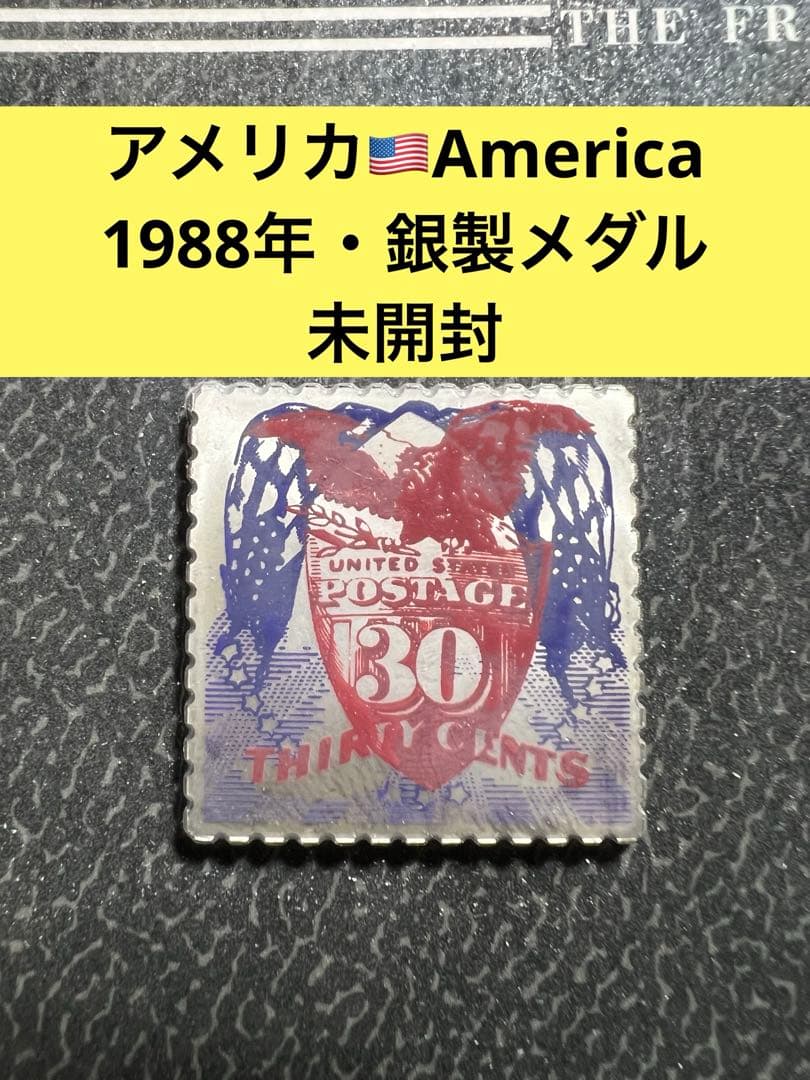 THE FR
アメリカ🇺🇸America
1988年・銀製メダル
未開封
UNITED STATES
POSTAGE
30
THIRTY CENTS